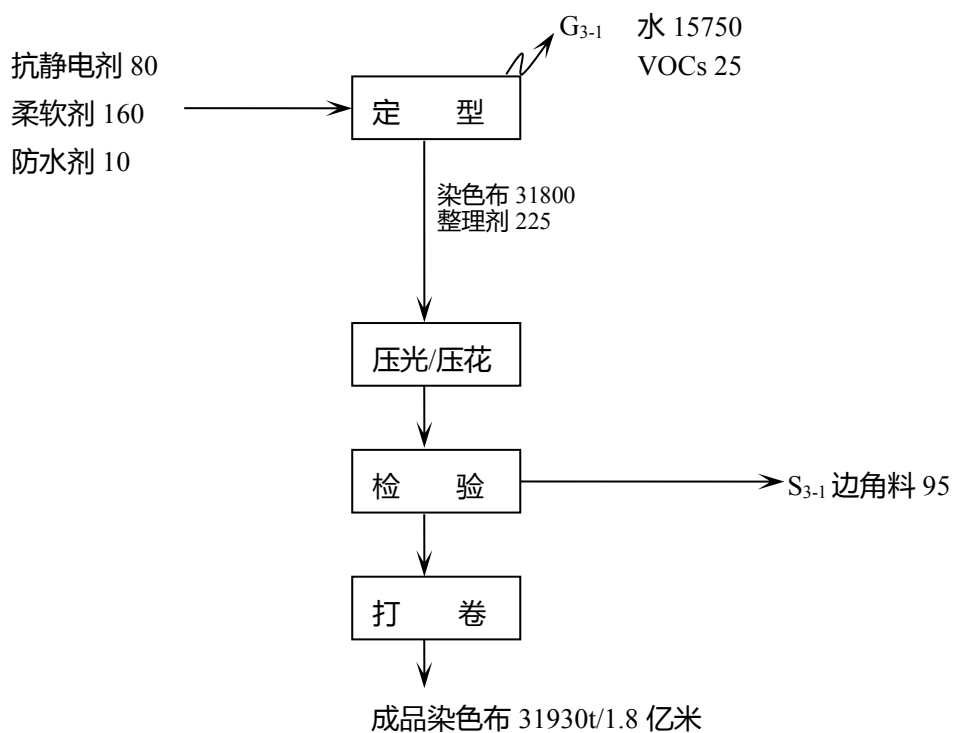 G3-1 水 15750
VOCs 25
抗静电剂 80
柔软剂 160
防水剂 10
定 型
染色布 31800
整理剂 225
压光/压花
检 验
S3-1 边角料 95
打 卷
成品染色布 31930t/1.8 亿米